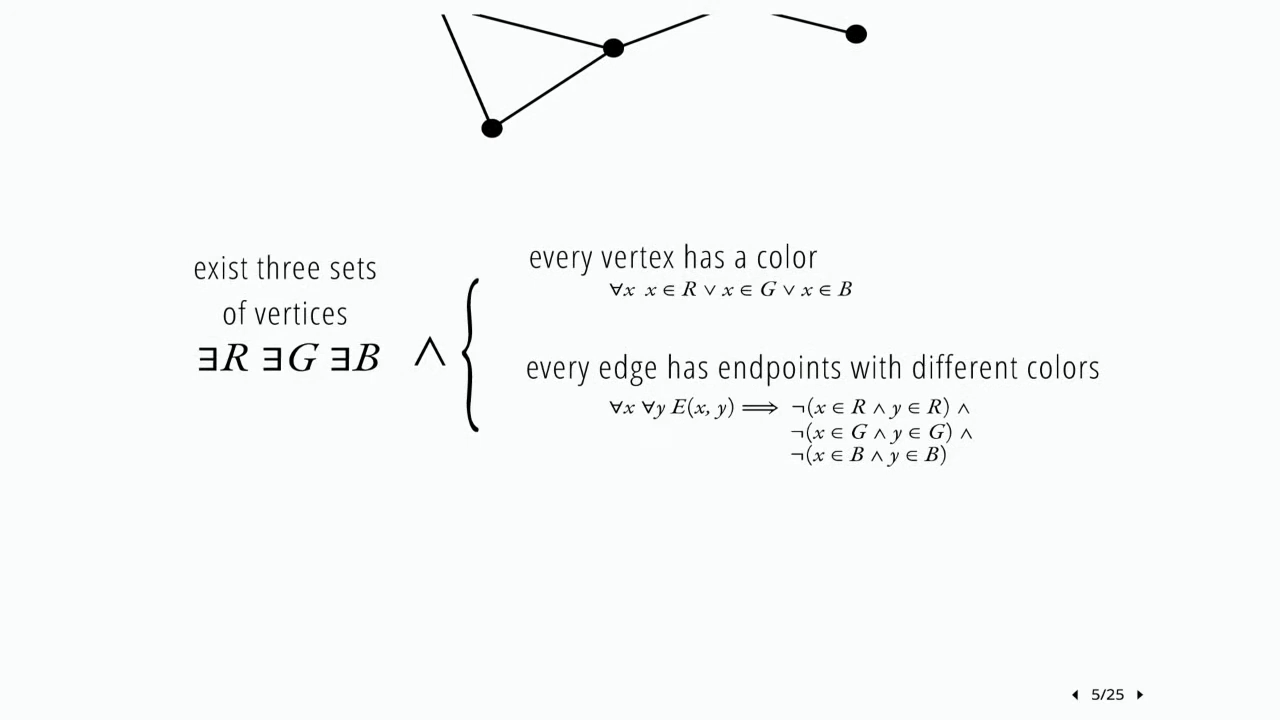 exist three sets
of vertices
∃R ∃G ∃B ∧ {
every vertex has a color
∀x x ∈ R ∨ x ∈ G ∨ x ∈ B
every edge has endpoints with different colors
∀x ∀y E(x, y) ⟹ ¬(x ∈ R ∧ y ∈ R) ∧
¬(x ∈ G ∧ y ∈ G) ∧
¬(x ∈ B ∧ y ∈ B)
5/25